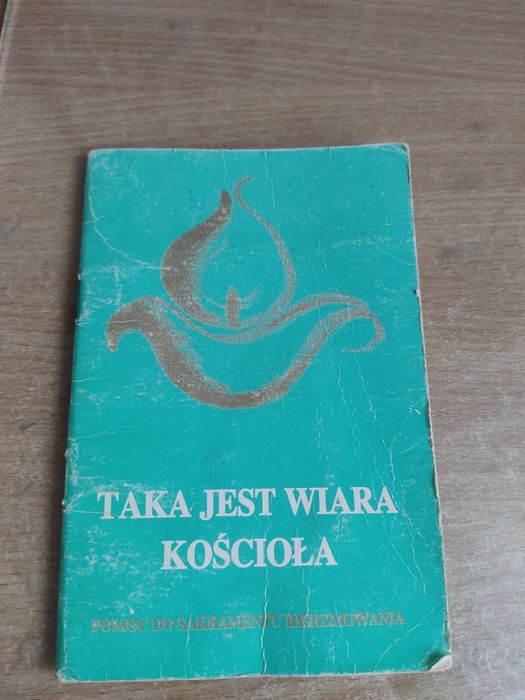 TAKA JEST WIARA
KOŚCIOŁA
POMOC DO SAKRAMENTU BIERZMOWANIA